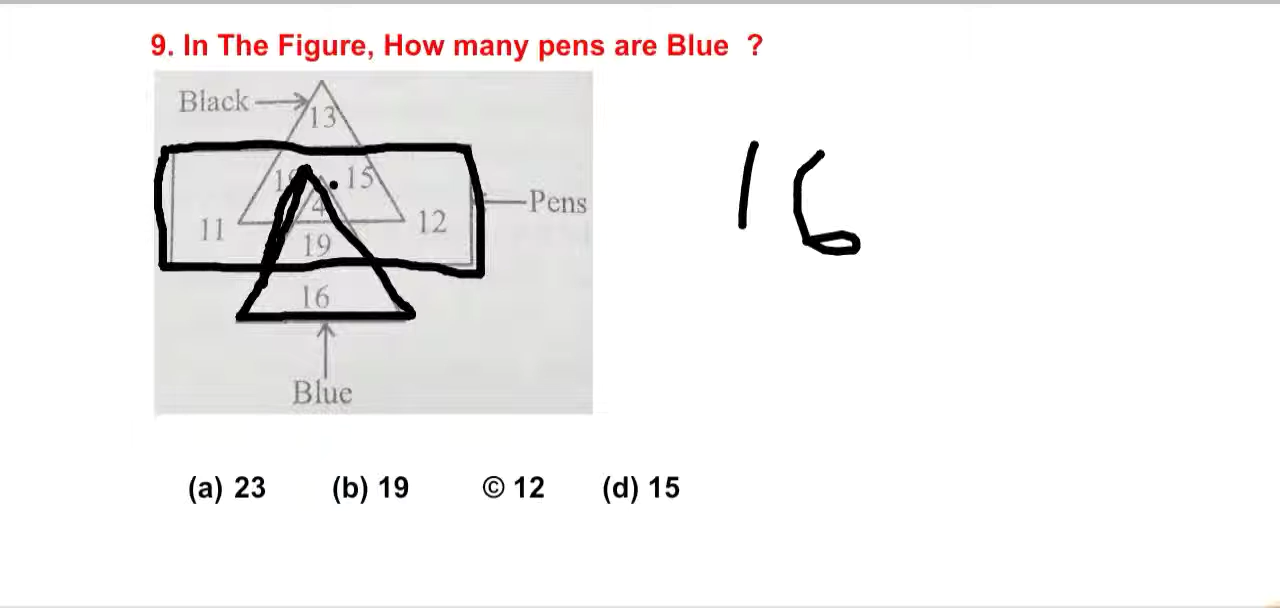 9. In The Figure, How many pens are Blue ?
Black
13
15
4
Pens
11
12
19
16
Blue
16
(a) 23 (b) 19 © 12 (d) 15